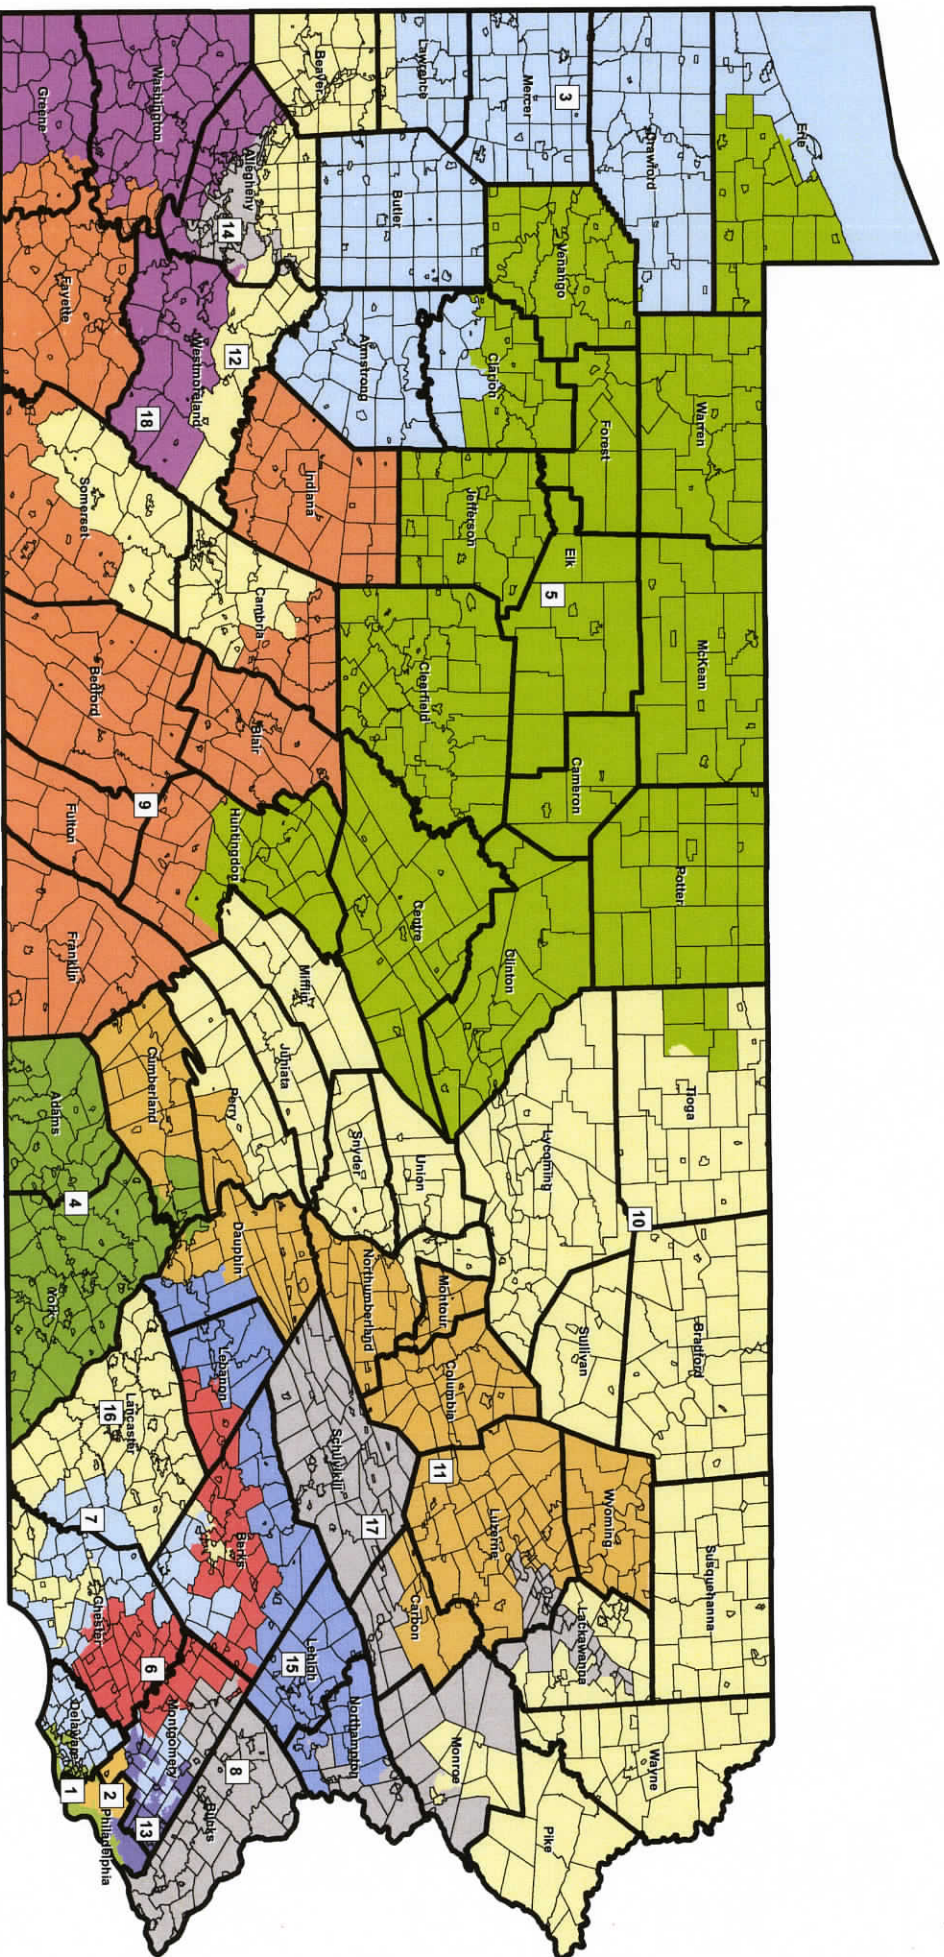 Erie
Crawford
3
Mercer
Lawrence
Beaver
Butler
Allegheny
14
Washington
Greene
Fayette
Westmoreland
12
18
Armstrong
Venango
Clarion
Forest
Warren
McKean
Elk
5
Jefferson
Indiana
Somerset
Cambria
Clearfield
Cameron
Potter
Blair
Bedford
9
Fulton
Huntingdon
Centre
Clinton
Franklin
Mifflin
Juniata
Perry
Cumberland
Adams
4
York
Snyder
Union
Lycoming
Tioga
10
Bradford
Sullivan
Northumberland
Montour
Columbia
Dauphin
Lebanon
Lancaster
16
Schuylkill
17
11
Luzerne
Wyoming
Susquehanna
Lackawanna
Wayne
Pike
Monroe
Carbon
Northampton
Lehigh
15
Berks
7
Chester
6
Montgomery
Delaware
8
Bucks
1
2
13
Philadelphia